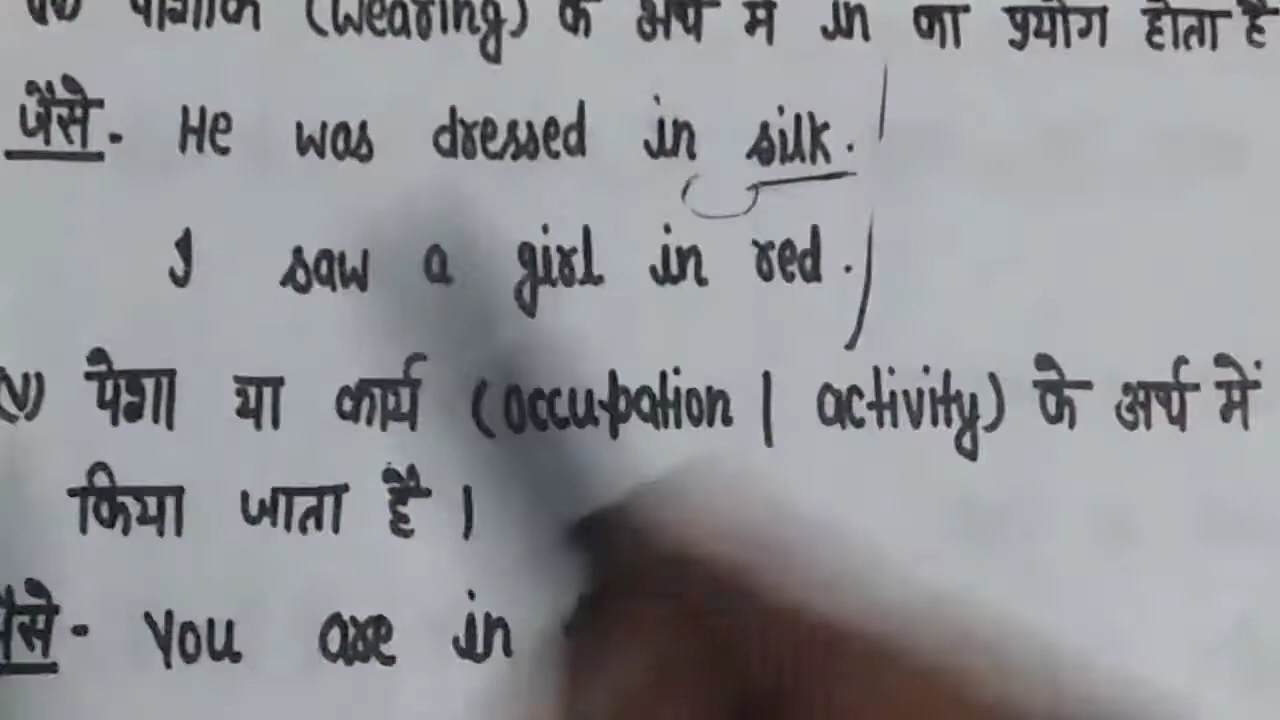 पोशाक (Wearing) के अर्थ में in का प्रयोग होता है
जैसे- He was dressed in silk.
I saw a girl in red.
(v) पेशा या कार्य (occupation | activity) के अर्थ में
किया जाता है।
जैसे- You are in